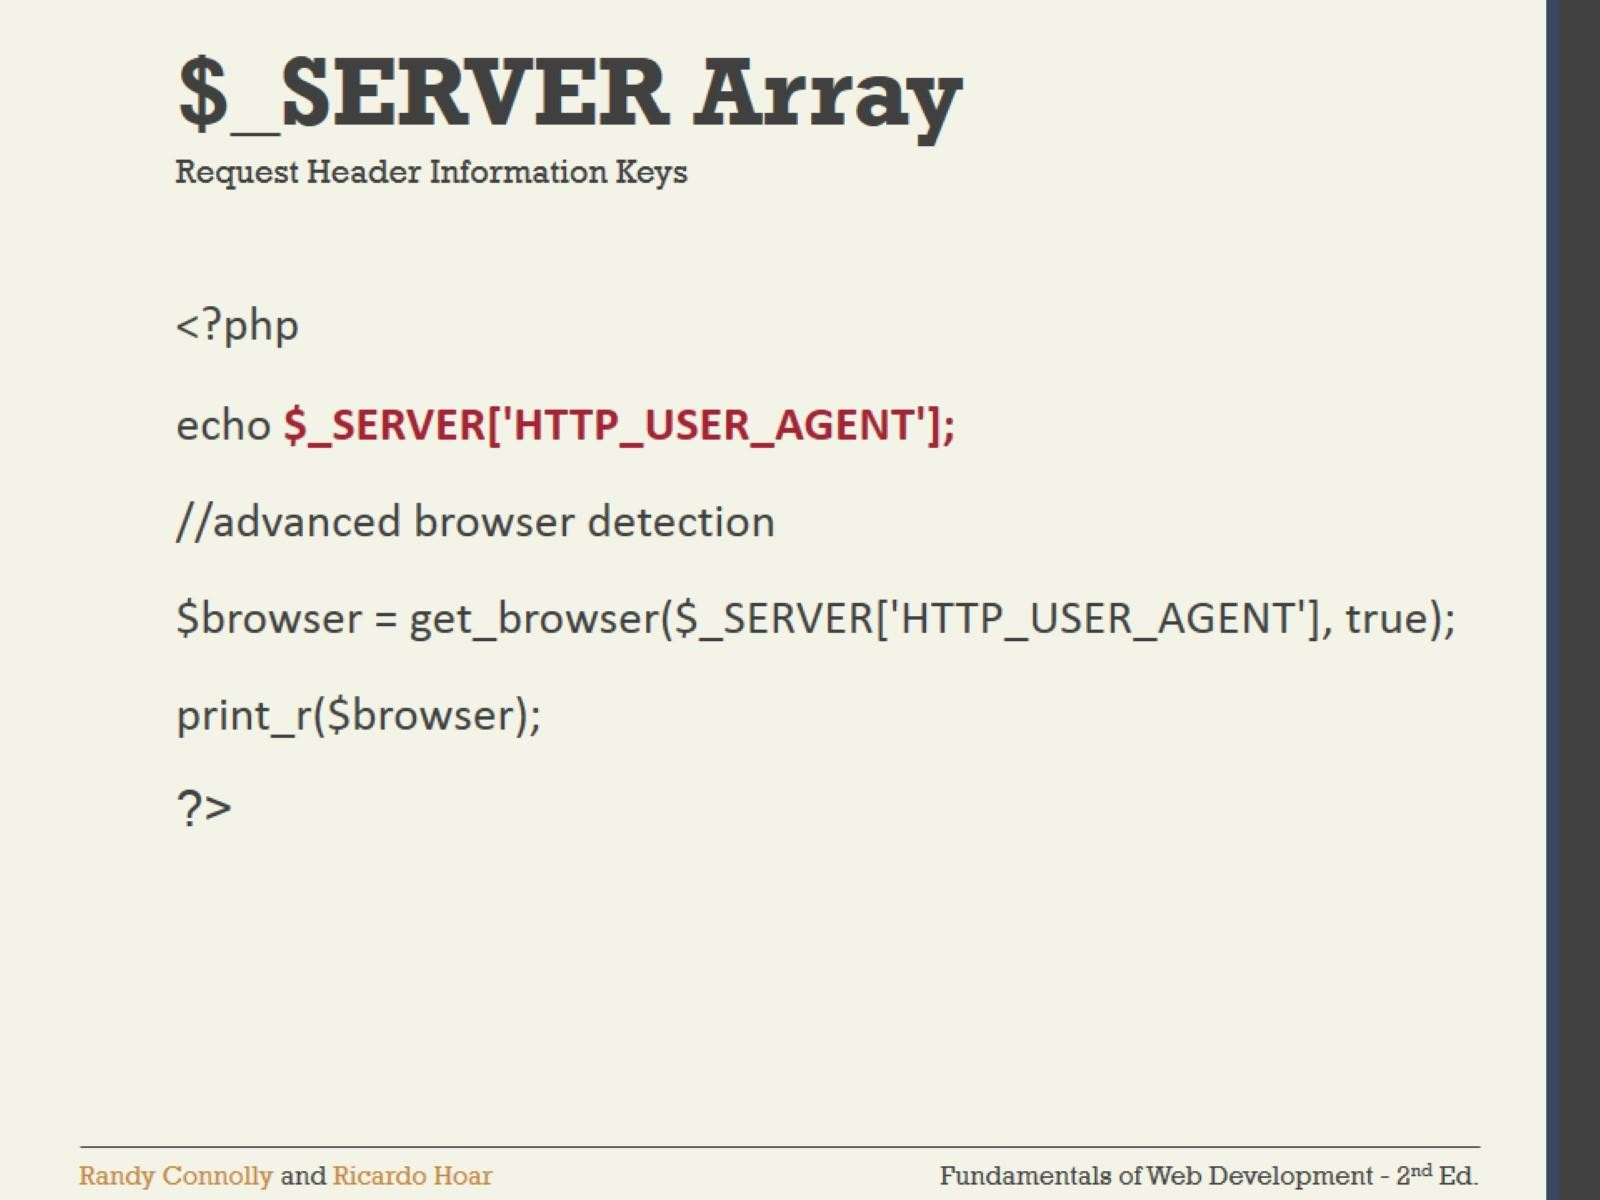 $_SERVER Array
Request Header Information Keys
<?php
echo $_SERVER['HTTP_USER_AGENT'];
//advanced browser detection
$browser = get_browser($_SERVER['HTTP_USER_AGENT'], true);
print_r($browser);
?>
Randy Connolly and Ricardo Hoar
Fundamentals of Web Development - 2nd Ed.